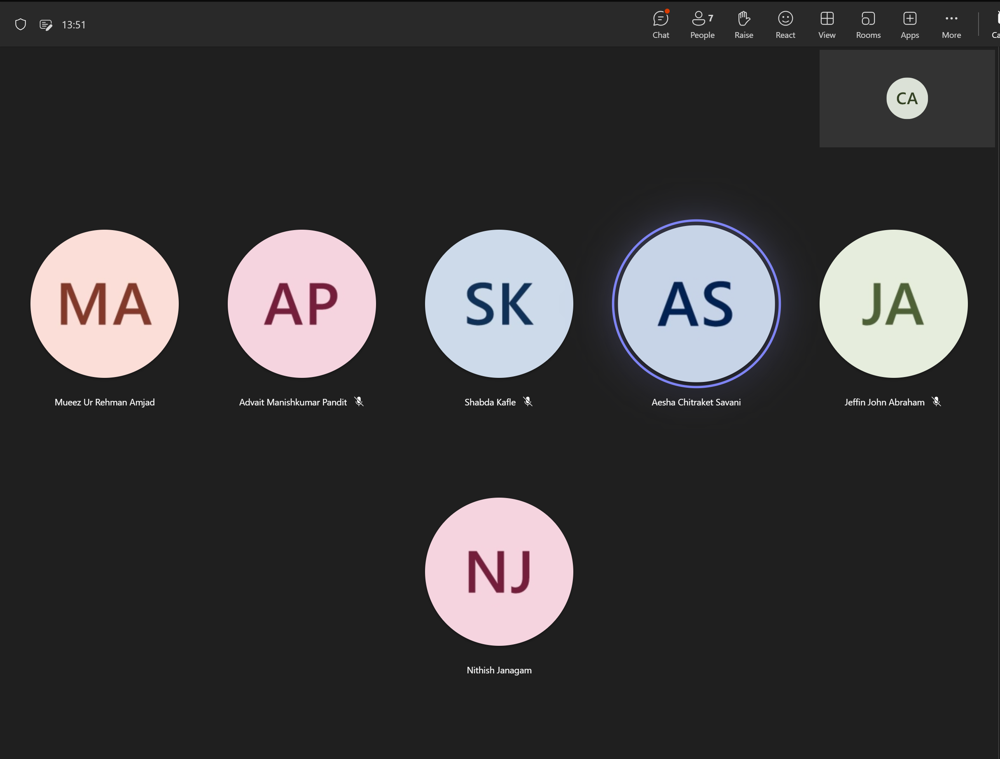 13:51
Chat
7
People
Raise
React
View
Rooms
Apps
More
Ca
CA
MA
AP
SK
AS
JA
Mueez Ur Rehman Amjad
Advait Manishkumar Pandit
Shabda Kafle
Aesha Chitraket Savani
Jeffin John Abraham
NJ
Nithish Janagam